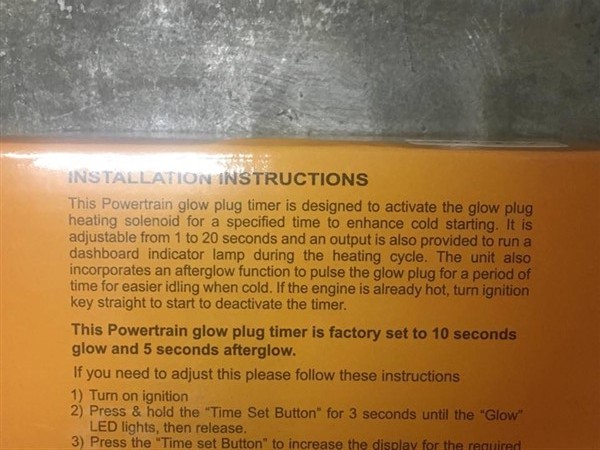 INSTALLATION INSTRUCTIONS
This Powertrain glow plug timer is designed to activate the glow plug
heating solenoid for a specified time to enhance cold starting. It is
adjustable from 1 to 20 seconds and an output is also provided to run a
dashboard indicator lamp during the heating cycle. The unit also
incorporates an afterglow function to pulse the glow plug for a period of
time for easier idling when cold. If the engine is already hot, turn ignition
key straight to start to deactivate the timer.
This Powertrain glow plug timer is factory set to 10 seconds
glow and 5 seconds afterglow.
If you need to adjust this please follow these instructions
1) Turn on ignition
2) Press & hold the "Time Set Button" for 3 seconds until the "Glow"
LED lights, then release.
3) Press the "Time set Button" to increase the display for the required